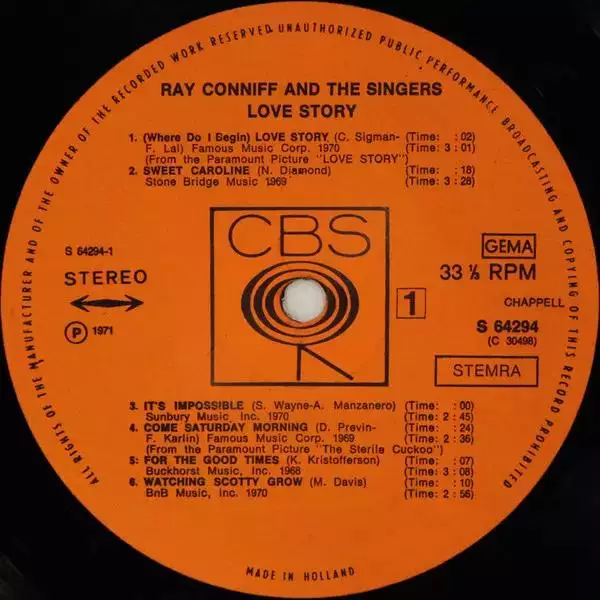 ALL RIGHTS OF THE MANUFACTURER AND OF THE OWNER OF THE RECORDED WORK RESERVED UNAUTHORIZED PUBLIC PERFORMANCE BROADCASTING AND COPYING OF THIS RECORD PROHIBITED
RAY CONNIFF AND THE SINGERS
LOVE STORY
1. (Where Do I Begin) LOVE STORY (C. Sigman- (Time: : 02)
F. Lai) Famous Music Corp. 1970 (Time: 3 : 01)
(From the Paramount Picture "LOVE STORY")
2. SWEET CAROLINE (N. Diamond) (Time: : 18)
Stone Bridge Music 1969 (Time: 3 : 28)
CBS
S 64294-1
STEREO
P 1971
GEMA
33 ⅓ RPM
1
CHAPPELL
S 64294
(C 30498)
STEMRA
3. IT'S IMPOSSIBLE (S. Wayne-A. Manzanero) (Time: : 00)
Sunbury Music, Inc. 1970 (Time: 2 : 45)
4. COME SATURDAY MORNING (D. Previn- (Time: : 24)
F. Karlin) Famous Music Corp. 1969 (Time: 2 : 36)
(From the Paramount Picture "The Sterile Cuckoo")
5: FOR THE GOOD TIMES (K. Kristofferson) (Time: : 07)
Buckhorst Music, Inc. 1968 (Time: 3 : 08)
6. WATCHING SCOTTY GROW (M. Davis) (Time: : 10)
BnB Music, Inc. 1970 (Time: 2 : 56)
MADE IN HOLLAND